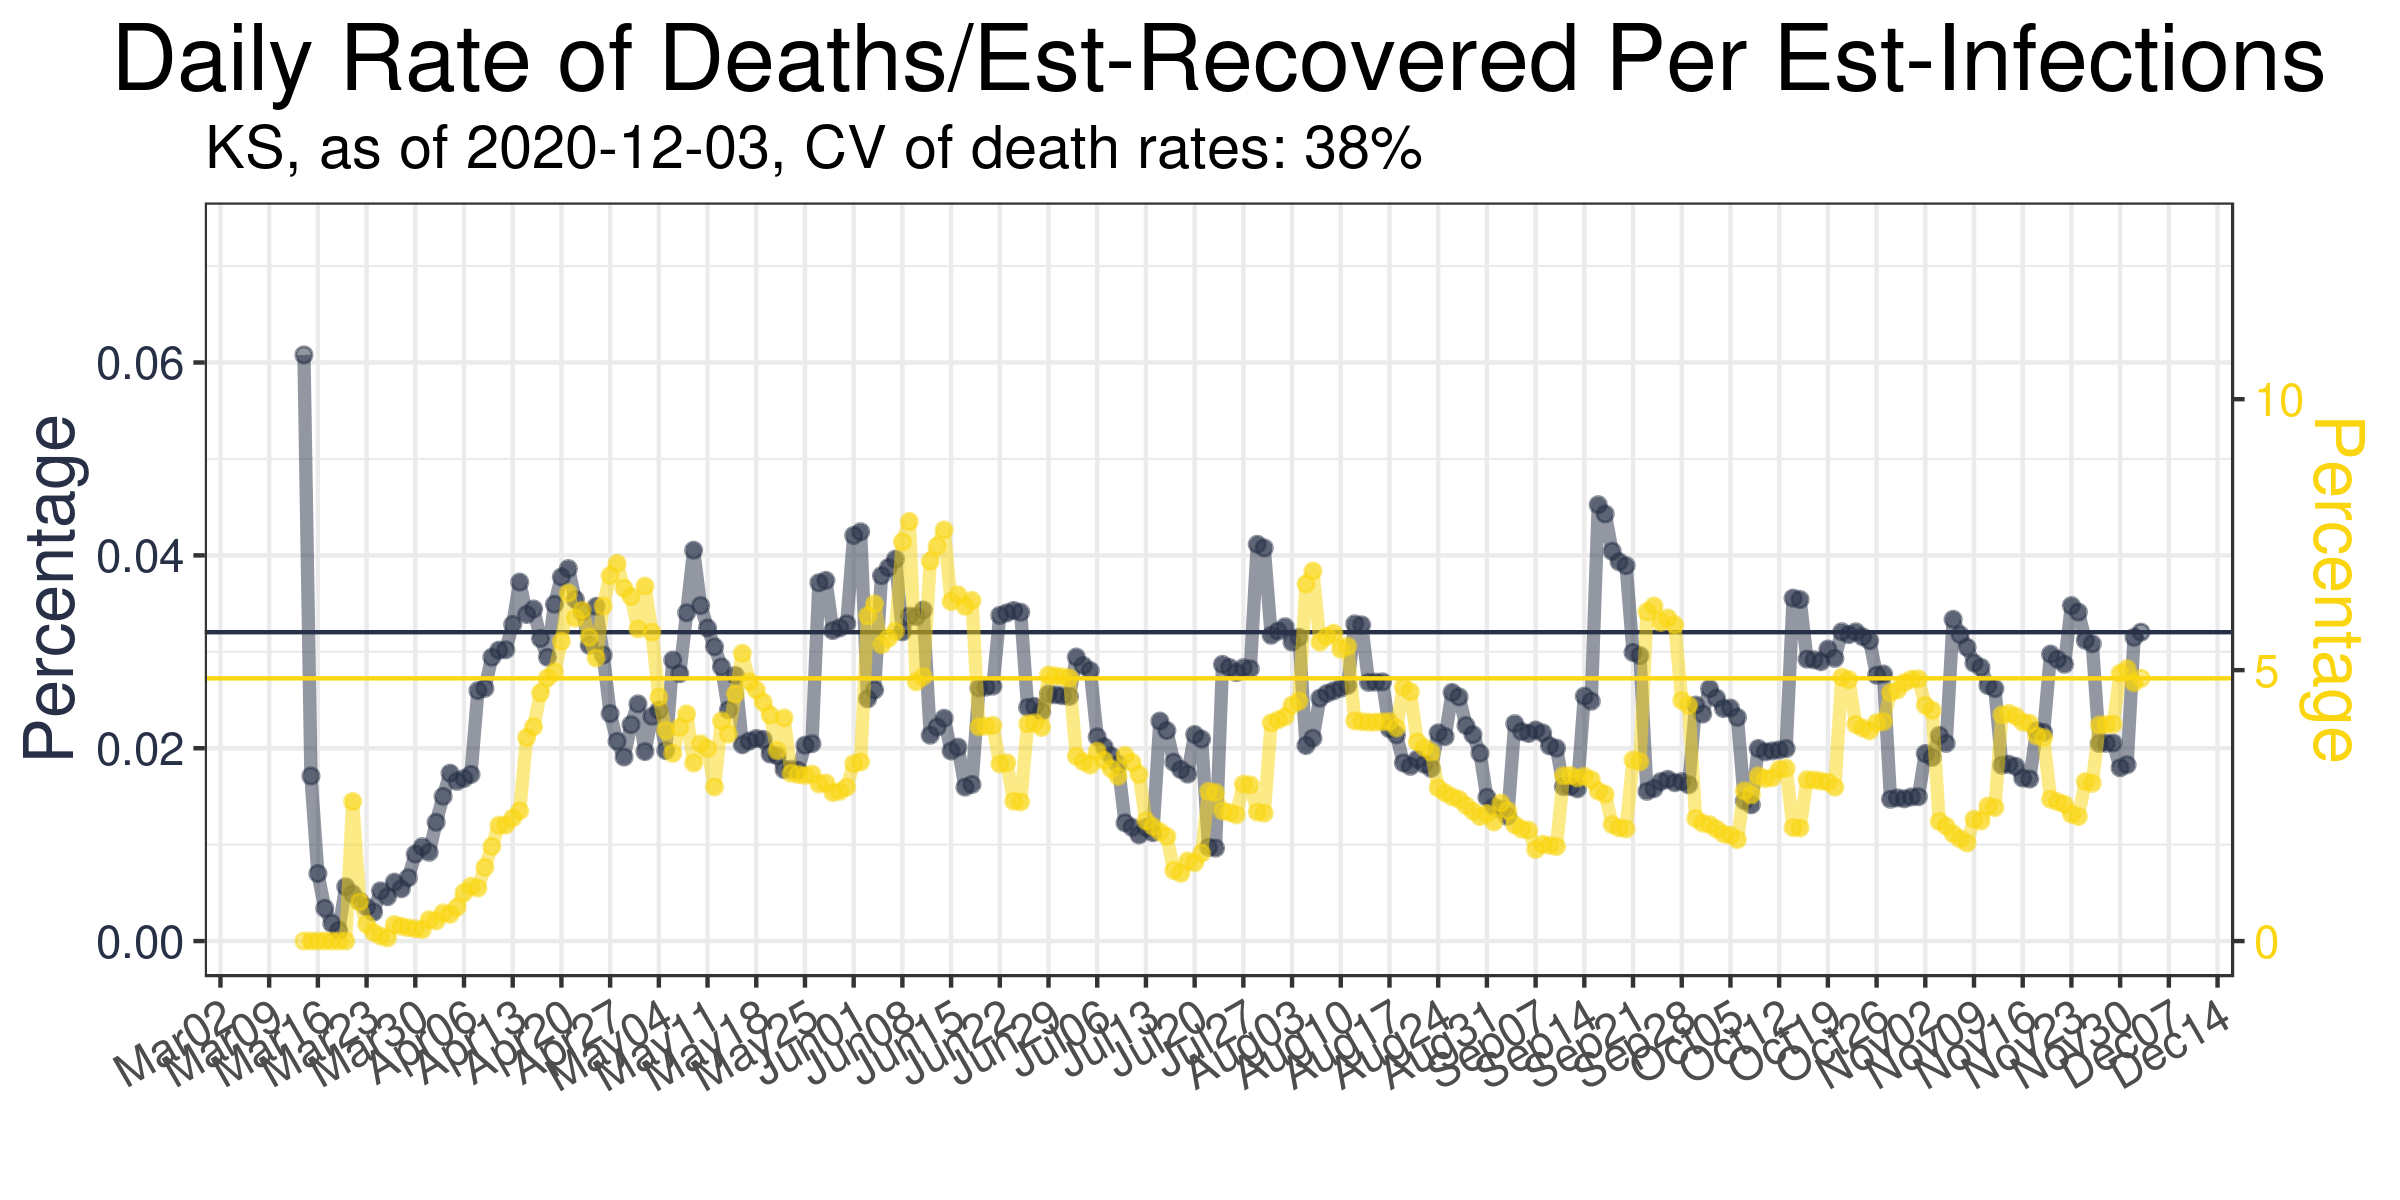 Daily Rate of Deaths/Est-Recovered Per Est-Infections
KS, as of 2020-12-03, CV of death rates: 38%
Percentage
0.06
0.04
0.02
0.00
10
5
0
Percentage
Mar02
Mar09
Mar16
Mar23
Mar30
Apr06
Apr13
Apr20
Apr27
May04
May11
May18
May25
Jun01
Jun08
Jun15
Jun22
Jun29
Jul06
Jul13
Jul20
Jul27
Aug03
Aug10
Aug17
Aug24
Aug31
Sep07
Sep14
Sep21
Sep28
Oct05
Oct12
Oct19
Oct26
Nov02
Nov09
Nov16
Nov23
Nov30
Dec07
Dec14